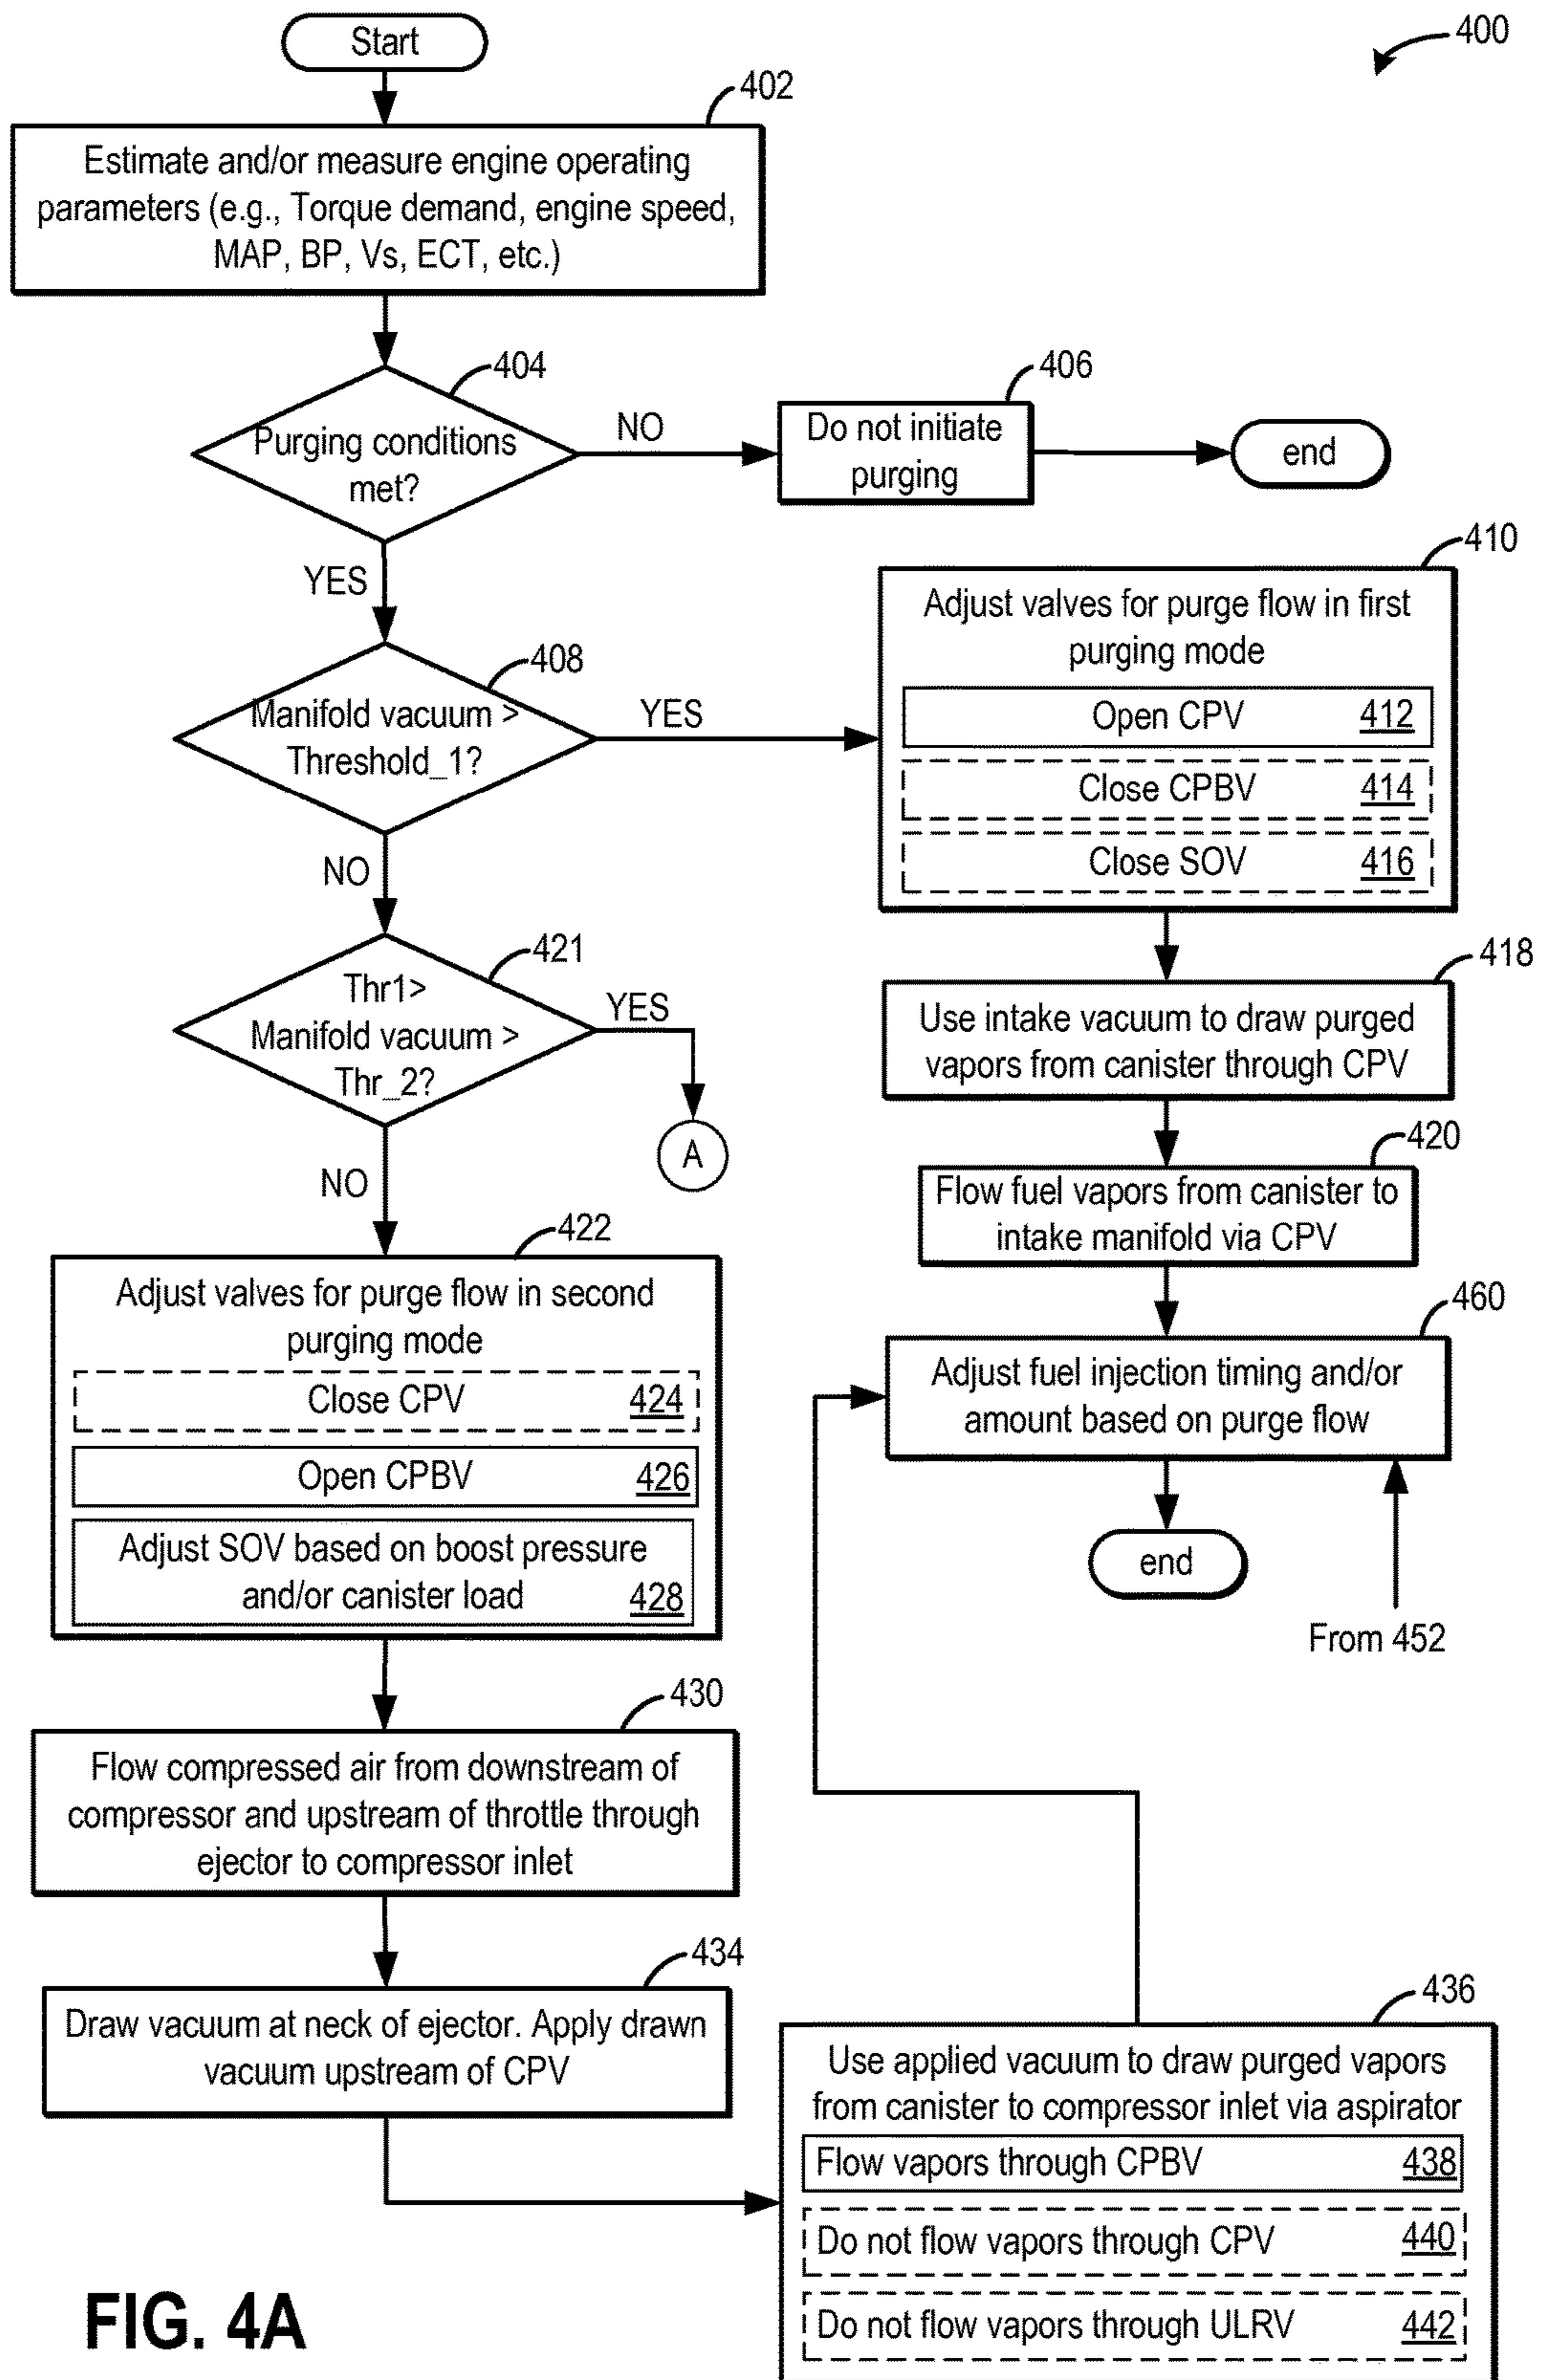 Start
400
402
Estimate and/or measure engine operating
parameters (e.g., Torque demand, engine speed,
MAP, BP, Vs, ECT, etc.)
404
Purging conditions
met?
NO
406
Do not initiate
purging
end
YES
408
Manifold vacuum >
Threshold_1?
YES
410
Adjust valves for purge flow in first
purging mode
Open CPV 412
Close CPBV 414
Close SOV 416
NO
421
Thr1>
Manifold vacuum >
Thr_2?
YES
A
418
Use intake vacuum to draw purged
vapors from canister through CPV
420
Flow fuel vapors from canister to
intake manifold via CPV
NO
422
Adjust valves for purge flow in second
purging mode
Close CPV 424
Open CPBV 426
Adjust SOV based on boost pressure
and/or canister load 428
460
Adjust fuel injection timing and/or
amount based on purge flow
end
From 452
430
Flow compressed air from downstream of
compressor and upstream of throttle through
ejector to compressor inlet
434
Draw vacuum at neck of ejector. Apply drawn
vacuum upstream of CPV
436
Use applied vacuum to draw purged vapors
from canister to compressor inlet via aspirator
Flow vapors through CPBV 438
Do not flow vapors through CPV 440
Do not flow vapors through ULRV 442
FIG. 4A